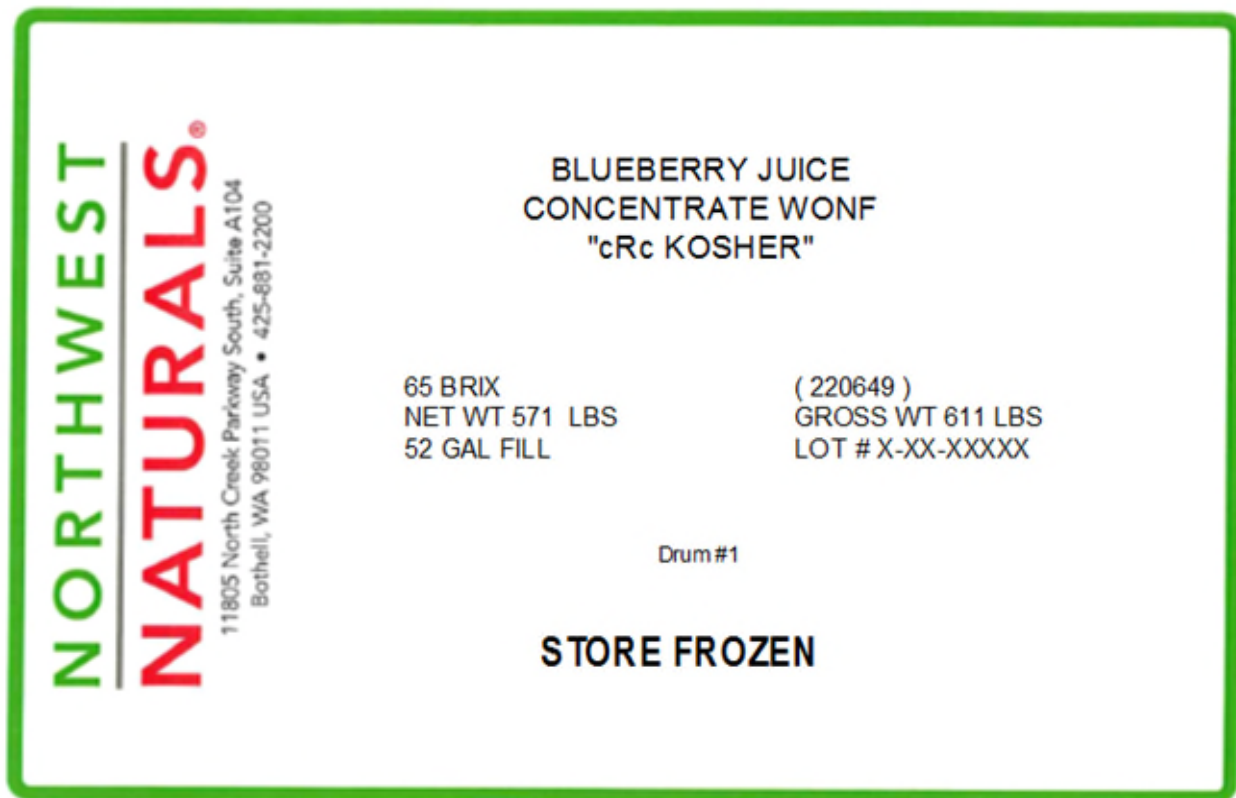 NORTHWEST
NATURALS®
11805 North Creek Parkway South, Suite A104
Bothell, WA 98011 USA • 425-881-2200
BLUEBERRY JUICE
CONCENTRATE WONF
"cRc KOSHER"
65 BRIX
NET WT 571 LBS
52 GAL FILL
( 220649 )
GROSS WT 611 LBS
LOT # X-XX-XXXXX
Drum #1
STORE FROZEN